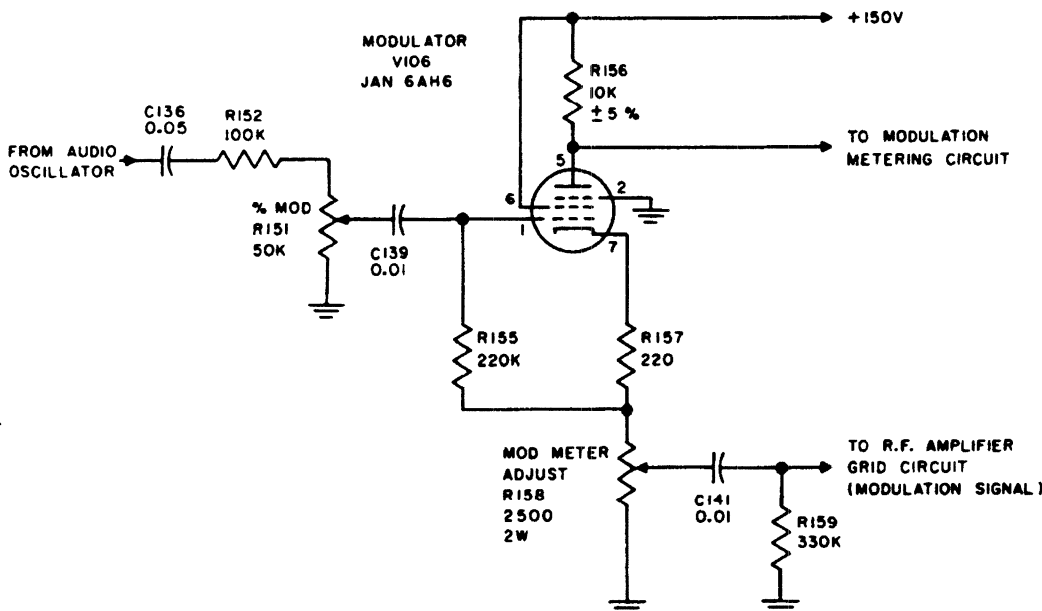 +150V
MODULATOR
V106
JAN 6AH6
R156
10K
± 5 %
C136
0.05
R152
100K
FROM AUDIO
OSCILLATOR
TO MODULATION
METERING CIRCUIT
5
2
6
1
7
% MOD
R151
50K
C139
0.01
R155
220K
R157
220
MOD METER
ADJUST
R158
2500
2W
C141
0.01
TO R.F. AMPLIFIER
GRID CIRCUIT
(MODULATION SIGNAL)
R159
330K